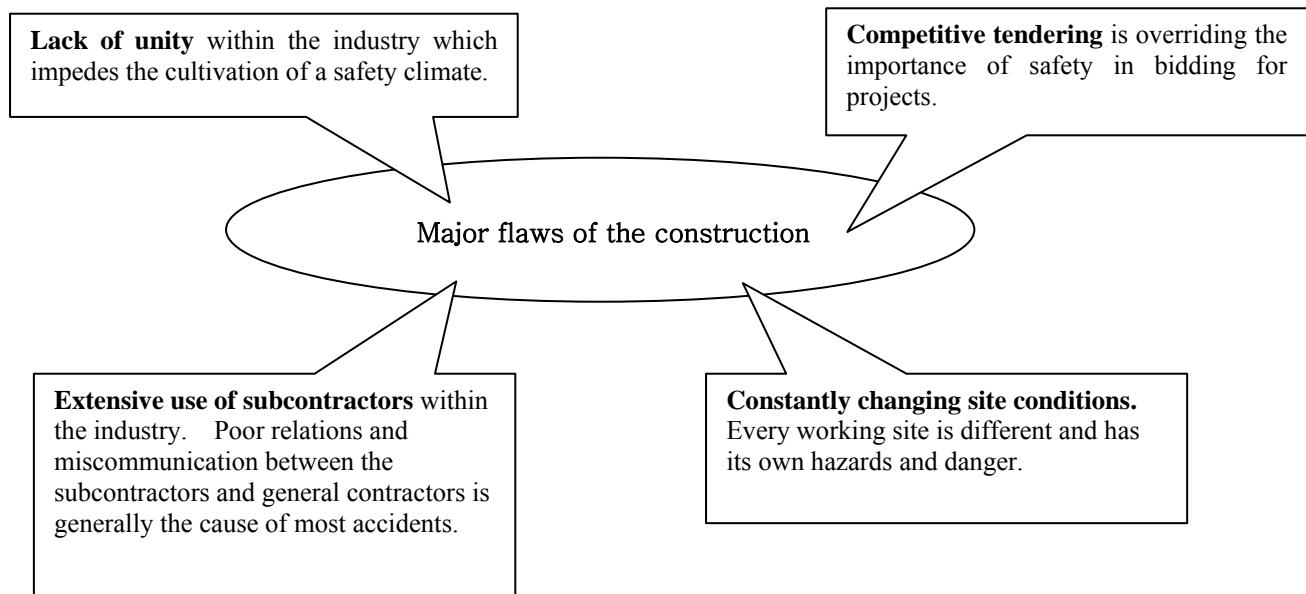 Lack of unity within the industry which
impedes the cultivation of a safety climate.
Competitive tendering is overriding the
importance of safety in bidding for
projects.
Major flaws of the construction
Extensive use of subcontractors within
the industry. Poor relations and
miscommunication between the
subcontractors and general contractors is
generally the cause of most accidents.
Constantly changing site conditions.
Every working site is different and has
its own hazards and danger.